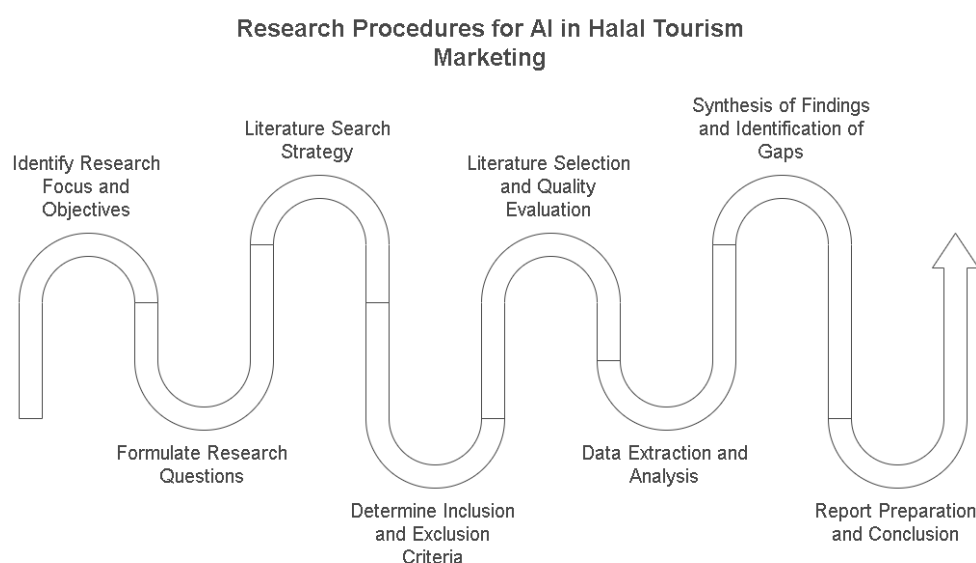 Research Procedures for AI in Halal Tourism
Marketing
Identify Research
Focus and
Objectives
Formulate Research
Questions
Literature Search
Strategy
Determine Inclusion
and Exclusion
Criteria
Literature Selection
and Quality
Evaluation
Data Extraction and
Analysis
Synthesis of Findings
and Identification of
Gaps
Report Preparation
and Conclusion